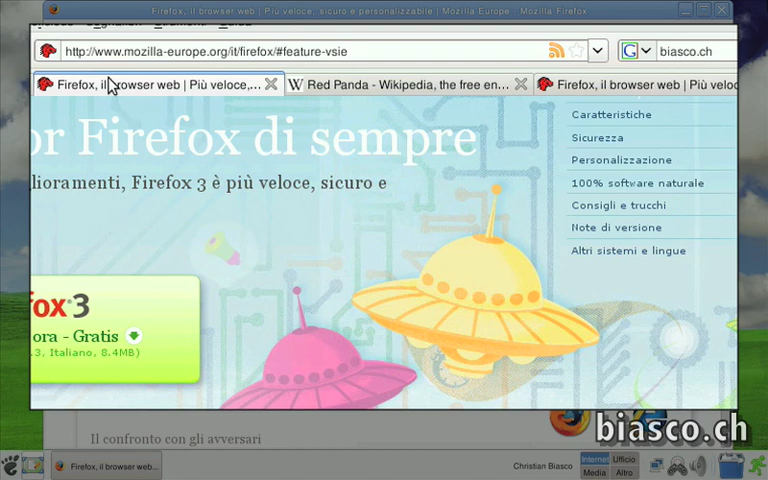 Firefox, il browser web | Più veloce, sicuro e personalizzabile | Mozilla Europe - Mozilla Firefox
http://www.mozilla-europe.org/it/firefox/#feature-vsie
G
biasco.ch
Firefox, il browser web | Più veloce,...
W Red Panda - Wikipedia, the free en...
Firefox, il browser web | Più veloc
or Firefox di sempre
glioramenti, Firefox 3 è più veloce, sicuro e
Caratteristiche
Sicurezza
Personalizzazione
100% software naturale
Consigli e trucchi
Note di versione
Altri sistemi e lingue
fox 3
ora - Gratis
.3, Italiano, 8.4MB)
Il confronto con gli avversari
biasco.ch
Firefox, il browser web...
Christian Biasco
Internet
Ufficio
Media
Altro